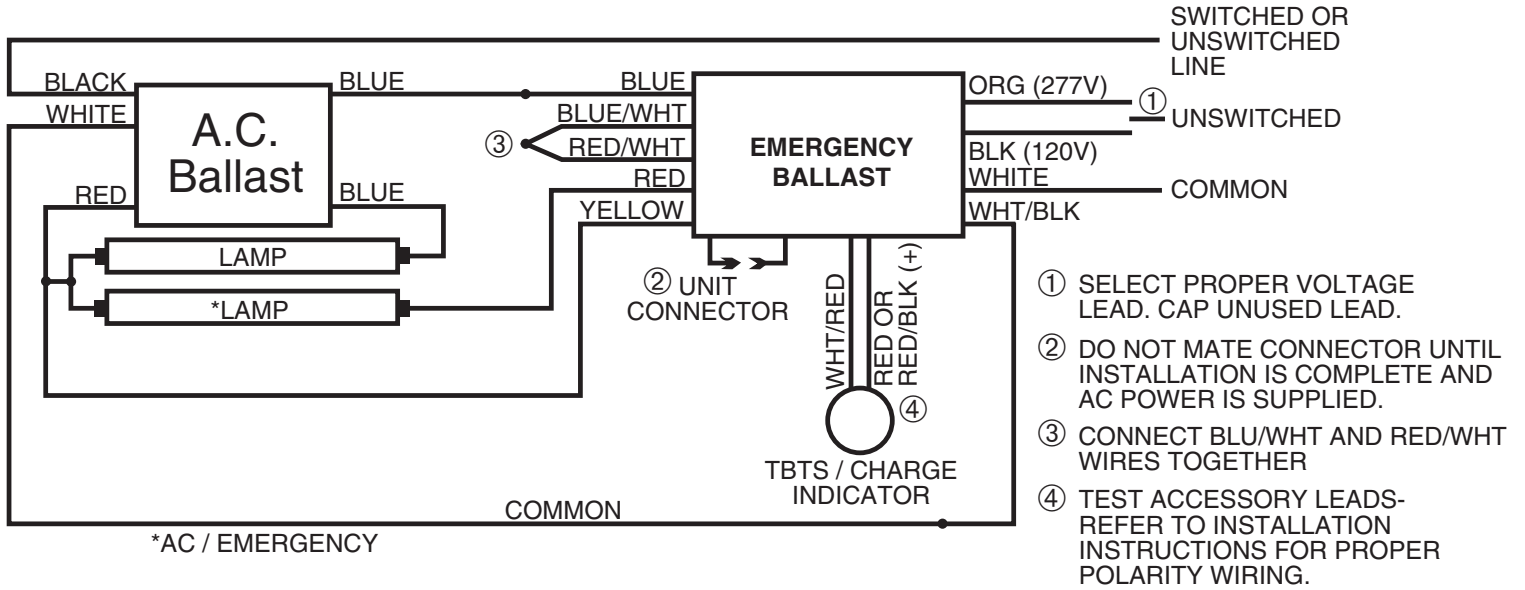 SWITCHED OR
UNSWITCHED
LINE
BLACK
BLUE
BLUE
ORG (277V)
①
WHITE
BLUE/WHT
UNSWITCHED
A.C.
Ballast
③
RED/WHT
EMERGENCY
BALLAST
BLK (120V)
RED
BLUE
RED
WHITE
COMMON
YELLOW
WHT/BLK
LAMP
*LAMP
② UNIT
CONNECTOR
WHT/RED
RED OR
RED/BLK (+)
④
TBTS / CHARGE
INDICATOR
COMMON
*AC / EMERGENCY
① SELECT PROPER VOLTAGE
LEAD. CAP UNUSED LEAD.
② DO NOT MATE CONNECTOR UNTIL
INSTALLATION IS COMPLETE AND
AC POWER IS SUPPLIED.
③ CONNECT BLU/WHT AND RED/WHT
WIRES TOGETHER
④ TEST ACCESSORY LEADS-
REFER TO INSTALLATION
INSTRUCTIONS FOR PROPER
POLARITY WIRING.